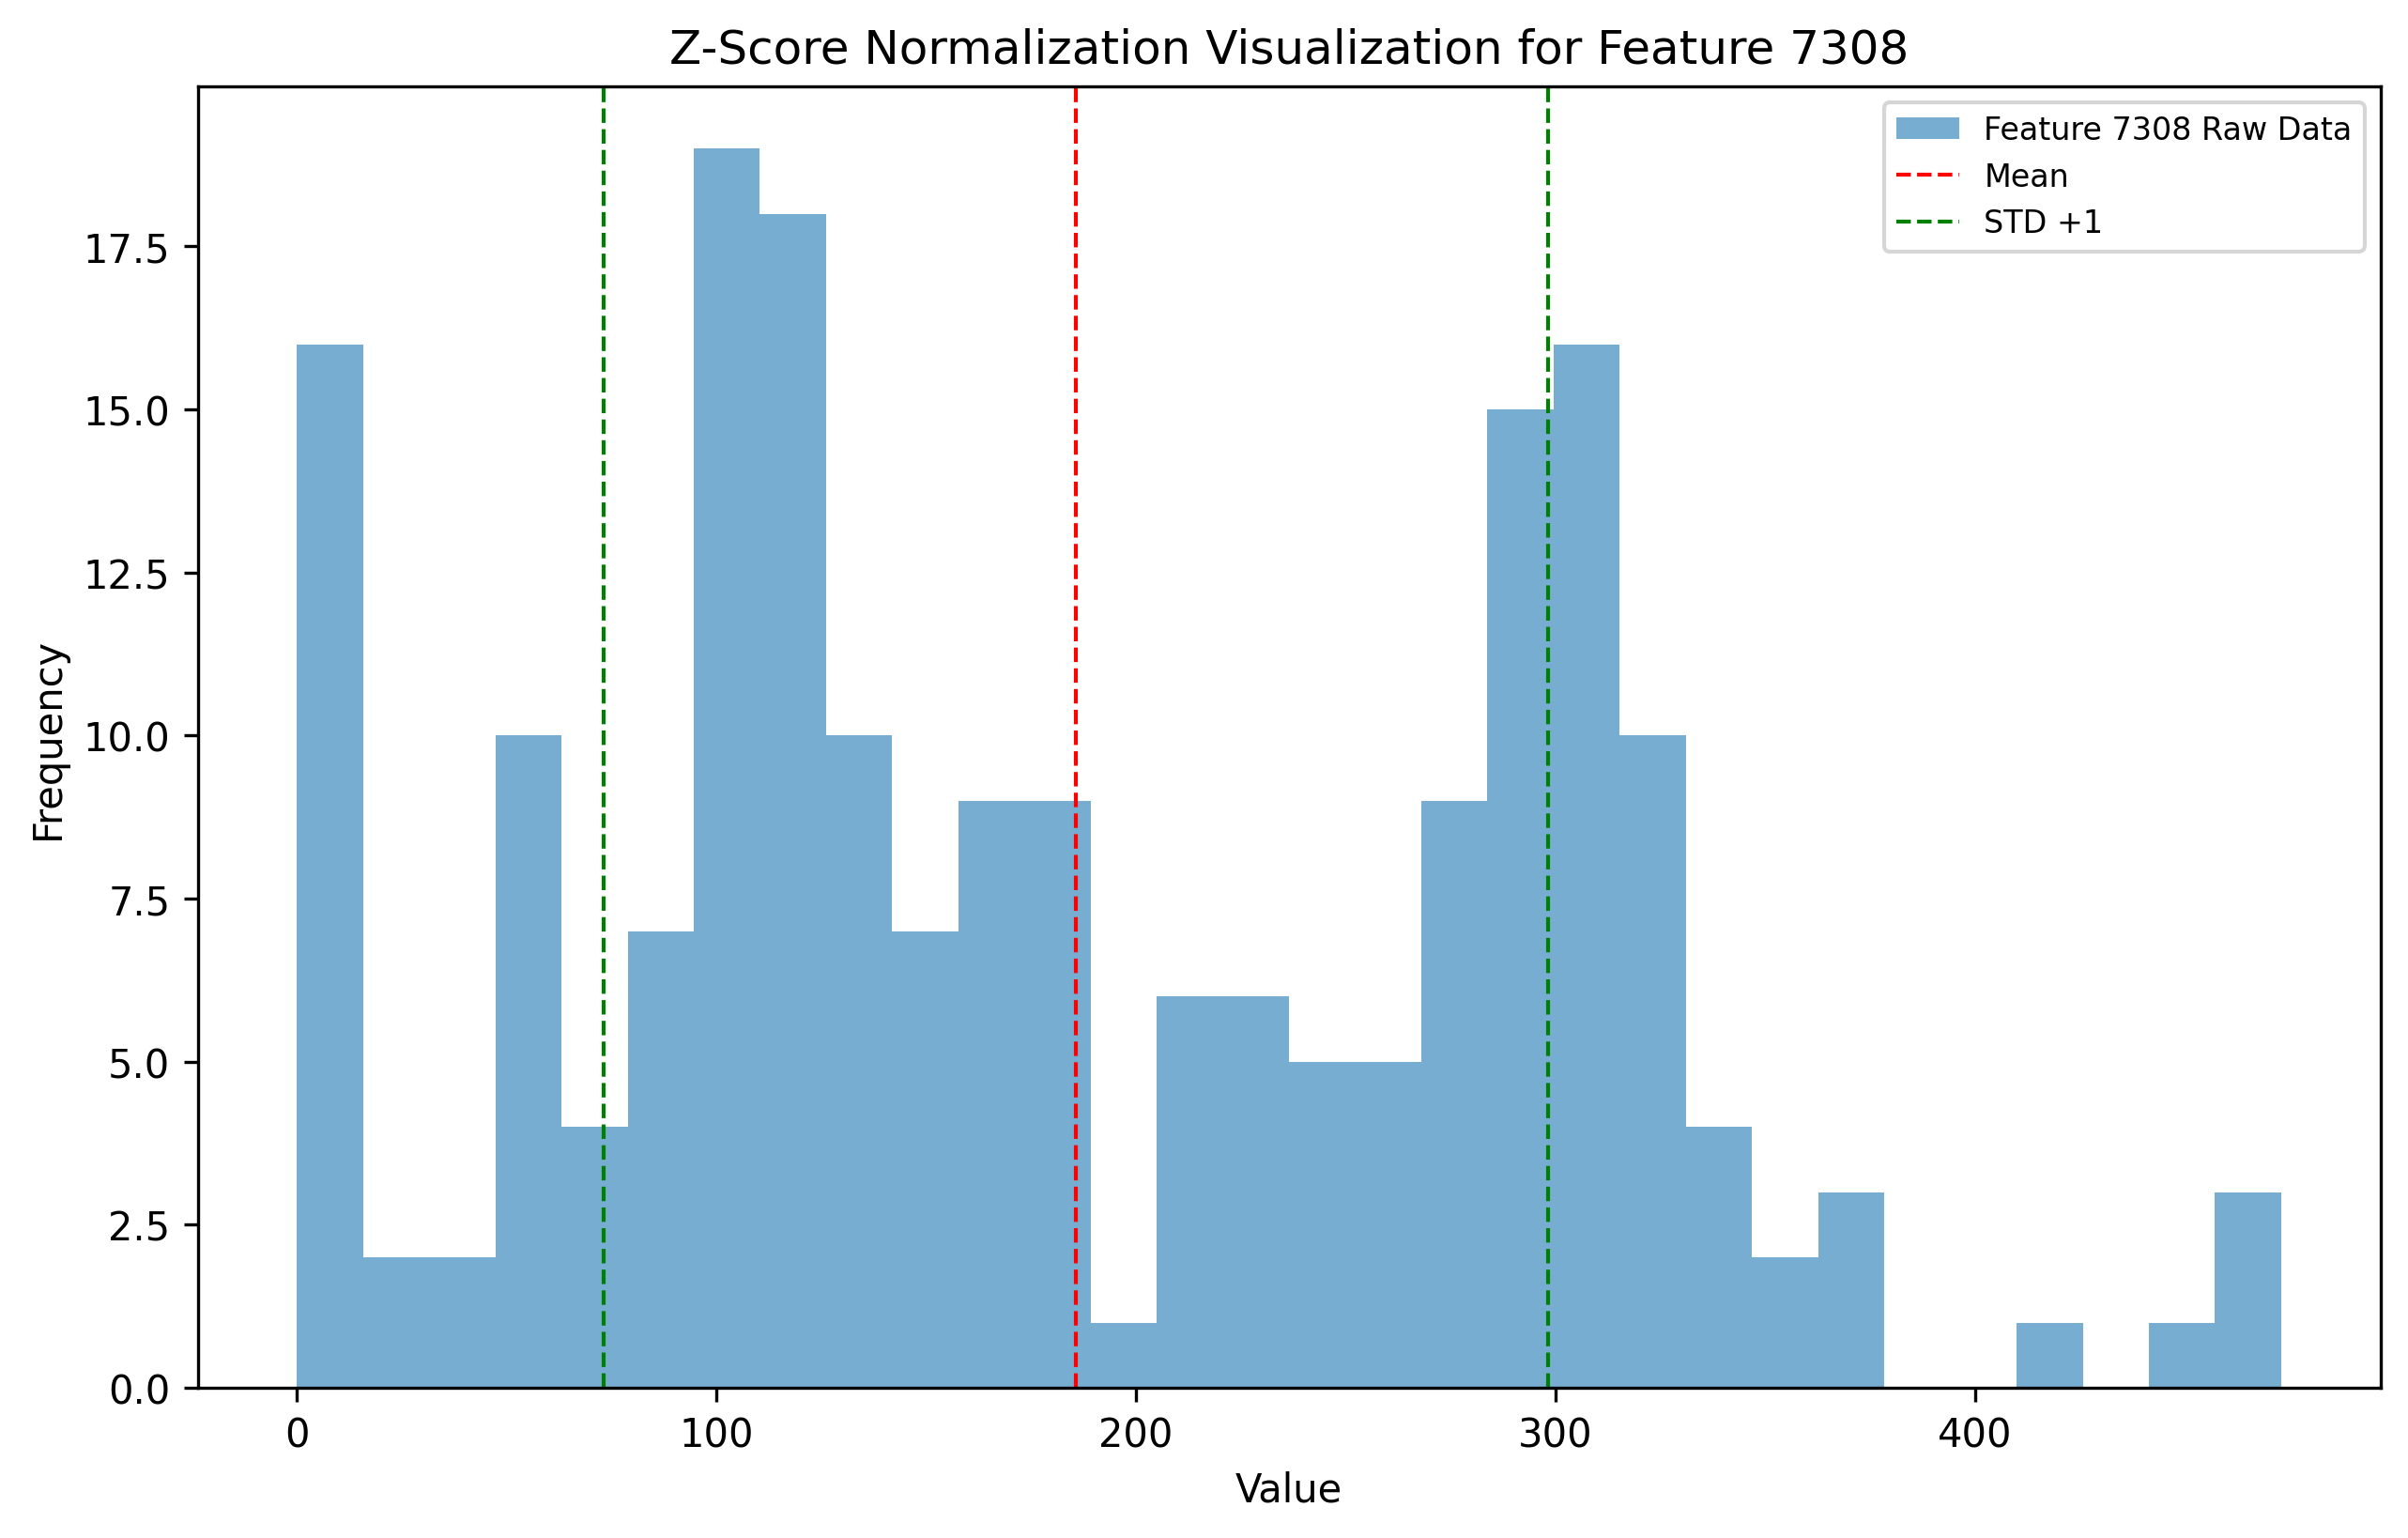 Z-Score Normalization Visualization for Feature 7308
Feature 7308 Raw Data
Mean
STD +1
17.5
15.0
12.5
10.0
7.5
5.0
2.5
0.0
Frequency
0 100 200 300 400
Value